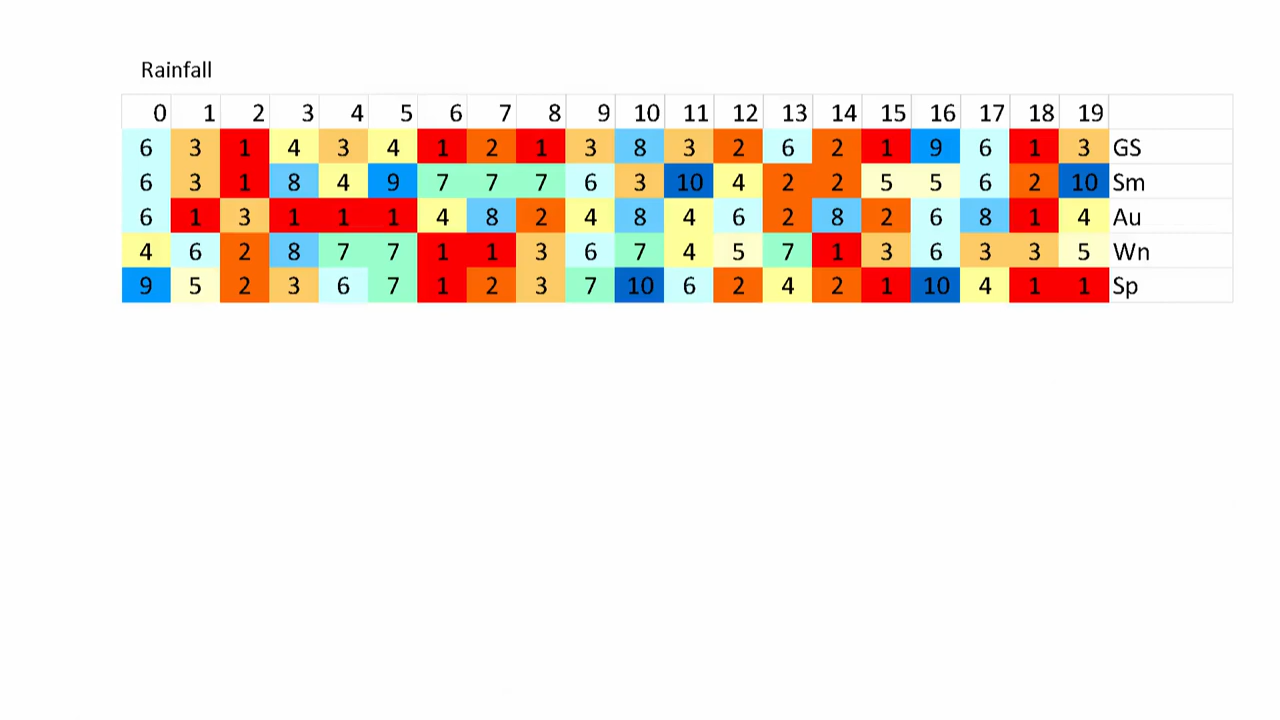 Rainfall
0 1 2 3 4 5 6 7 8 9 10 11 12 13 14 15 16 17 18 19
6 3 1 4 3 4 1 2 1 3 8 3 2 6 2 1 9 6 1 3 GS
6 3 1 8 4 9 7 7 7 6 3 10 4 2 2 5 5 6 2 10 Sm
6 1 3 1 1 1 4 8 2 4 8 4 6 2 8 2 6 8 1 4 Au
4 6 2 8 7 7 1 1 3 6 7 4 5 7 1 3 6 3 3 5 Wn
9 5 2 3 6 7 1 2 3 7 10 6 2 4 2 1 10 4 1 1 Sp